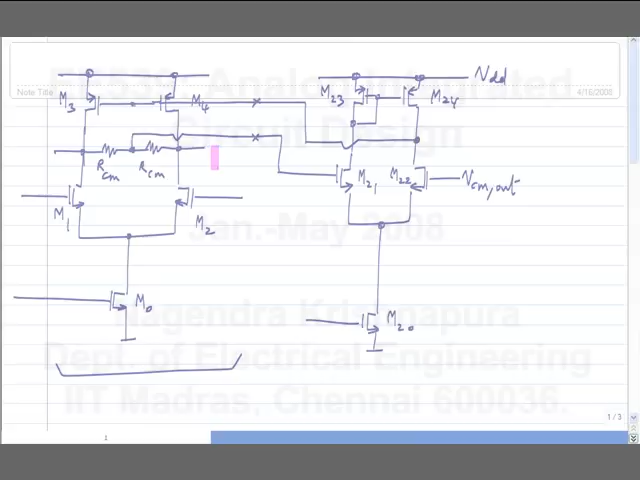 EE539: Analog Integrated
Circuit Design
Jan.-May 2008
Nagendra Krishnapura
Dept. of Electrical Engineering
IIT Madras, Chennai 600036.
Note Title
4/16/2008
M3
M4
M23
M24
Vdd
Rcm
Rcm
M21
M22
Vcm,out
M1
M2
M0
M20
1 / 3
1